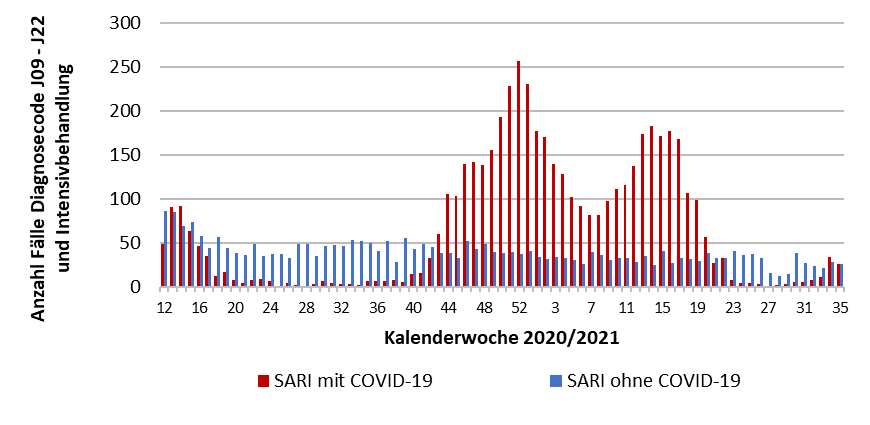 Anzahl Fälle Diagnosecode J09 - J22
und Intensivbehandlung
300
250
200
150
100
50
0
12 16 20 24 28 32 36 40 44 48 52 3 7 11 15 19 23 27 31 35
Kalenderwoche 2020/2021
SARI mit COVID-19 SARI ohne COVID-19